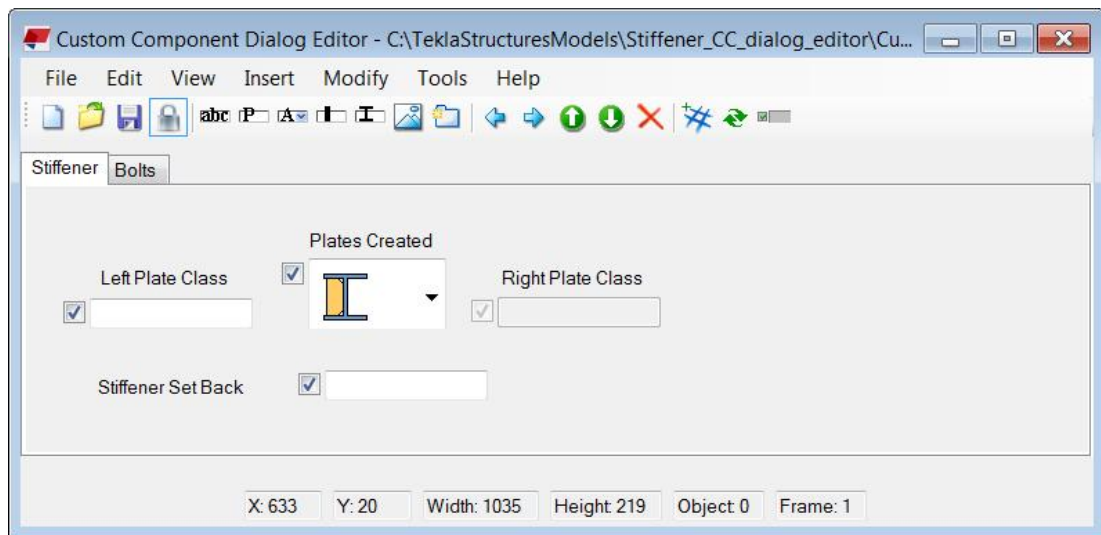 Custom Component Dialog Editor - C:\TeklaStructuresModels\Stiffener_CC_dialog_editor\Cu...
File Edit View Insert Modify Tools Help
abc P A
Stiffener Bolts
Plates Created
Left Plate Class
Right Plate Class
Stiffener Set Back
X: 633 Y: 20 Width: 1035 Height: 219 Object: 0 Frame: 1